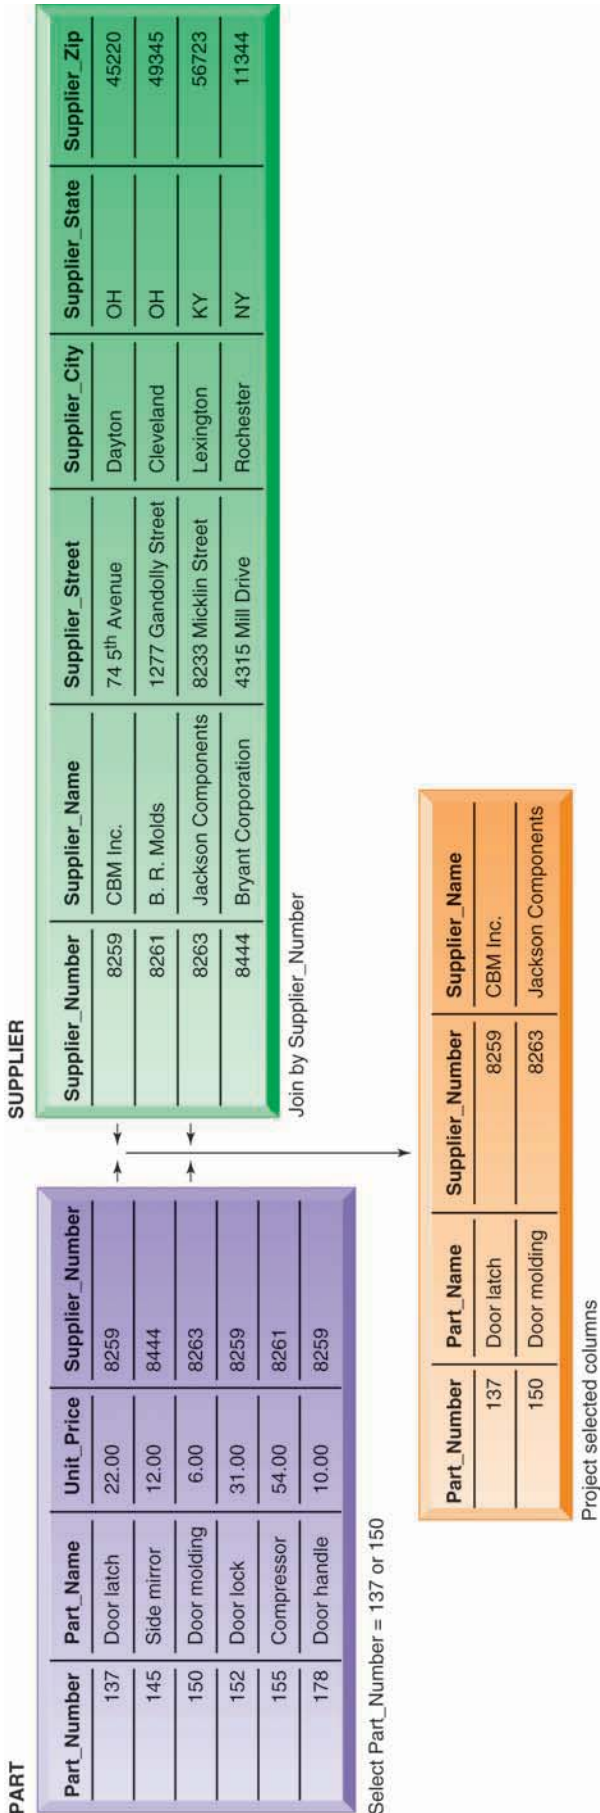 PART
Part_Number Part_Name Unit_Price Supplier_Number
137 Door latch 22.00 8259
145 Side mirror 12.00 8444
150 Door molding 6.00 8263
152 Door lock 31.00 8259
155 Compressor 54.00 8261
178 Door handle 10.00 8259
Select Part_Number = 137 or 150
SUPPLIER
Supplier_Number Supplier_Name Supplier_Street Supplier_City Supplier_State Supplier_Zip
8259 CBM Inc. 74 5th Avenue Dayton OH 45220
8261 B. R. Molds 1277 Gandolly Street Cleveland OH 49345
8263 Jackson Components 8233 Micklin Street Lexington KY 56723
8444 Bryant Corporation 4315 Mill Drive Rochester NY 11344
Join by Supplier_Number
Part_Number Part_Name Supplier_Number Supplier_Name
137 Door latch 8259 CBM Inc.
150 Door molding 8263 Jackson Components
Project selected columns